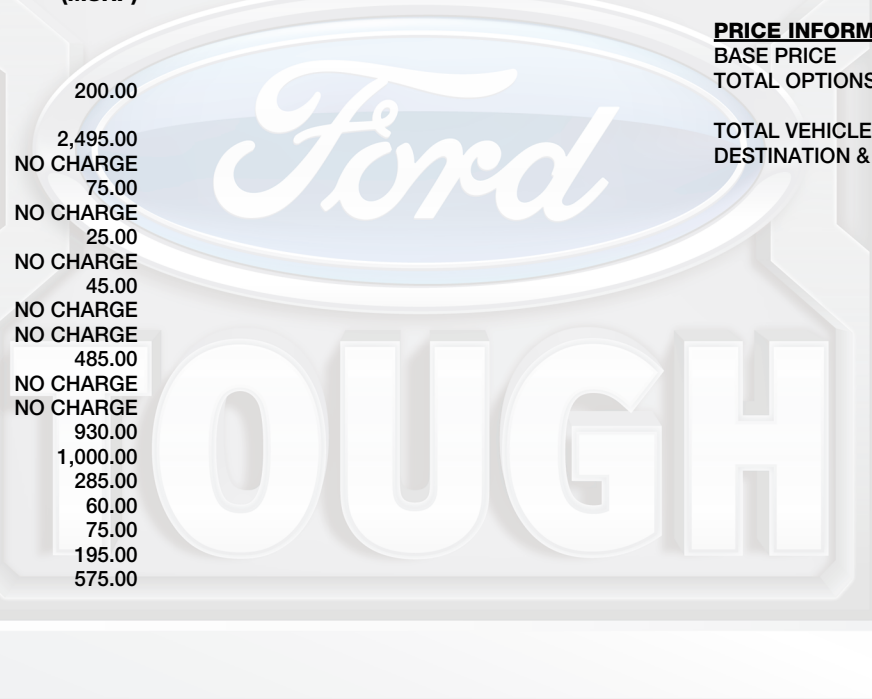 200.00
2,495.00
NO CHARGE
75.00
NO CHARGE
25.00
NO CHARGE
45.00
NO CHARGE
NO CHARGE
485.00
NO CHARGE
NO CHARGE
930.00
1,000.00
285.00
60.00
75.00
195.00
575.00
PRICE INFORM
BASE PRICE
TOTAL OPTIONS
TOTAL VEHICLE
DESTINATION &
Ford
TOUGH